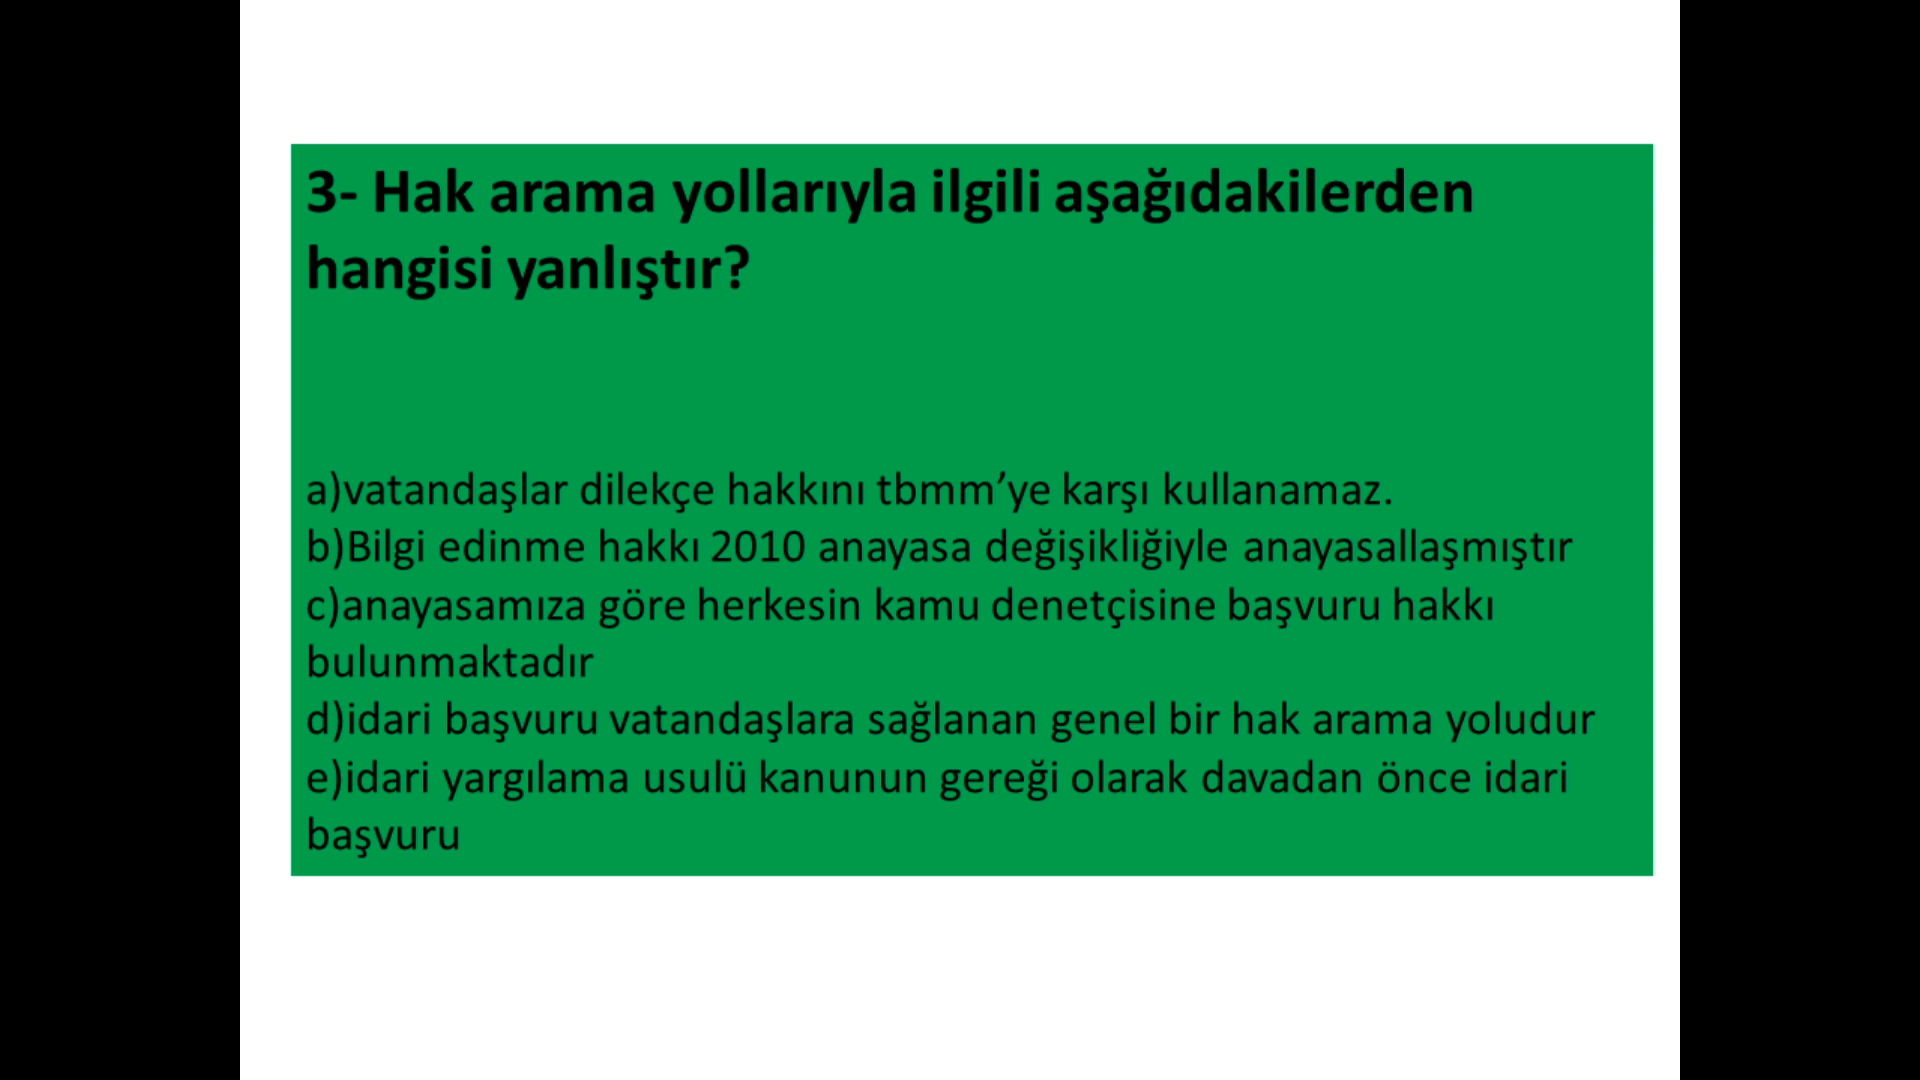 3- Hak arama yollarıyla ilgili aşağıdakilerden
hangisi yanlıştır?
a)vatandaşlar dilekçe hakkını tbmm’ye karşı kullanamaz.
b)Bilgi edinme hakkı 2010 anayasa değişikliğiyle anayasallaşmıştır
c)anayasamıza göre herkesin kamu denetçisine başvuru hakkı
bulunmaktadır
d)idari başvuru vatandaşlara sağlanan genel bir hak arama yoludur
e)idari yargılama usulü kanunun gereği olarak davadan önce idari
başvuru